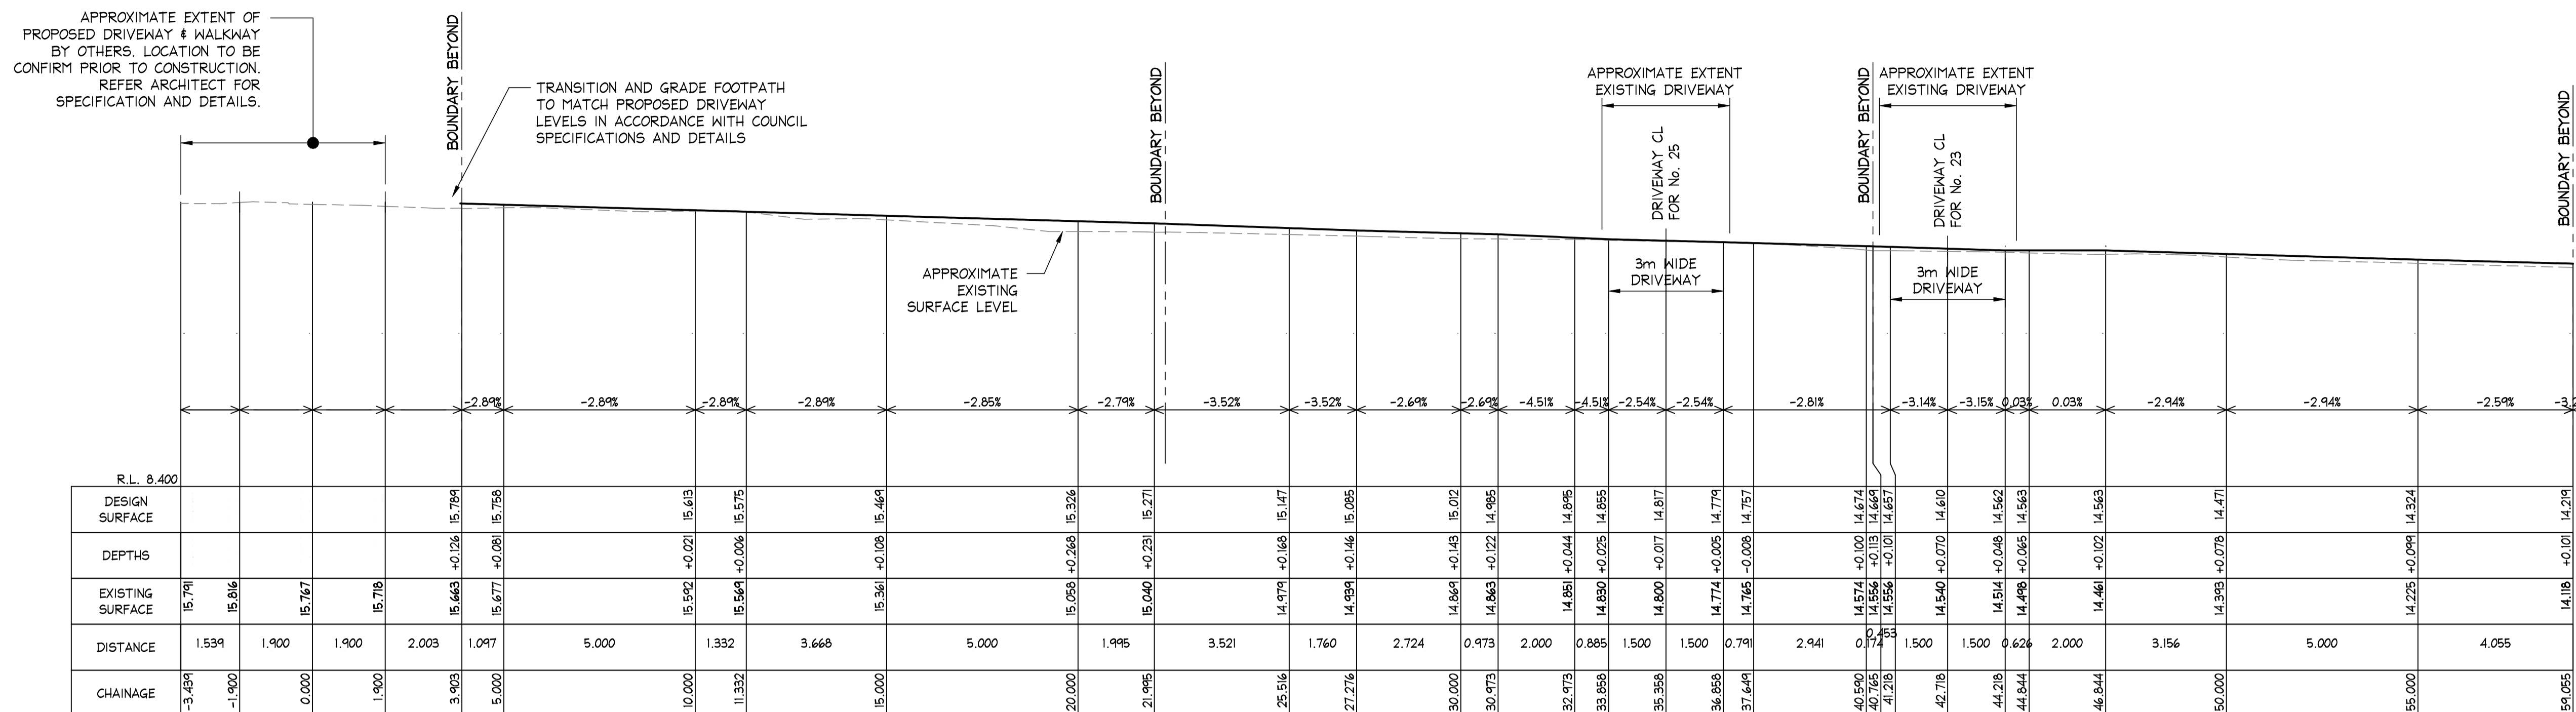 APPROXIMATE EXTENT OF
PROPOSED DRIVEWAY & WALKWAY
BY OTHERS. LOCATION TO BE
CONFIRM PRIOR TO CONSTRUCTION.
REFER ARCHITECT FOR
SPECIFICATION AND DETAILS.
BOUNDARY BEYOND
TRANSITION AND GRADE FOOTPATH
TO MATCH PROPOSED DRIVEWAY
LEVELS IN ACCORDANCE WITH COUNCIL
SPECIFICATIONS AND DETAILS
BOUNDARY BEYOND
APPROXIMATE EXTENT
EXISTING DRIVEWAY
DRIVEWAY CL
FOR No. 25
BOUNDARY BEYOND
APPROXIMATE EXTENT
EXISTING DRIVEWAY
DRIVEWAY CL
FOR No. 23
BOUNDARY BEYOND
APPROXIMATE
EXISTING
SURFACE LEVEL
3m WIDE
DRIVEWAY
3m WIDE
DRIVEWAY
-2.89% -2.89% -2.89% -2.89% -2.85% -2.79% -3.52% -3.52% -2.69% -2.69% -4.51% -4.51% -2.54% -2.54% -2.81% -3.14% -3.15% 0.03% 0.03% -2.94% -2.94% -2.59%
R.L. 8.400
DESIGN
SURFACE
15.789 15.758 15.613 15.575 15.469 15.326 15.271 15.147 15.085 15.012 14.985 14.895 14.855 14.817 14.779 14.757 14.674 14.669 14.657 14.610 14.562 14.563 14.563 14.471 14.324 14.219
DEPTHS
+0.126 +0.081 +0.021 +0.006 +0.108 +0.268 +0.231 +0.168 +0.146 +0.143 +0.122 +0.044 +0.025 +0.017 +0.005 -0.008 +0.100 +0.113 +0.101 +0.070 +0.048 +0.065 +0.102 +0.078 +0.099 +0.101
EXISTING
SURFACE
15.791 15.816 15.767 15.718 15.663 15.677 15.592 15.569 15.361 15.058 15.040 14.979 14.939 14.869 14.863 14.851 14.830 14.800 14.774 14.765 14.574 14.556 14.556 14.540 14.514 14.498 14.461 14.393 14.225 14.118
DISTANCE
1.539 1.900 1.900 2.003 1.097 5.000 1.332 3.668 5.000 1.995 3.521 1.760 2.724 0.973 2.000 0.885 1.500 1.500 0.791 2.941 0.174 0.453 1.500 1.500 0.626 2.000 3.156 5.000 4.055
CHAINAGE
-3.439 -1.900 0.000 1.900 3.903 5.000 10.000 11.332 15.000 20.000 21.995 25.516 27.276 30.000 30.973 32.973 33.858 35.358 36.858 37.649 40.590 40.765 41.218 42.718 44.218 44.844 46.844 50.000 55.000 59.055